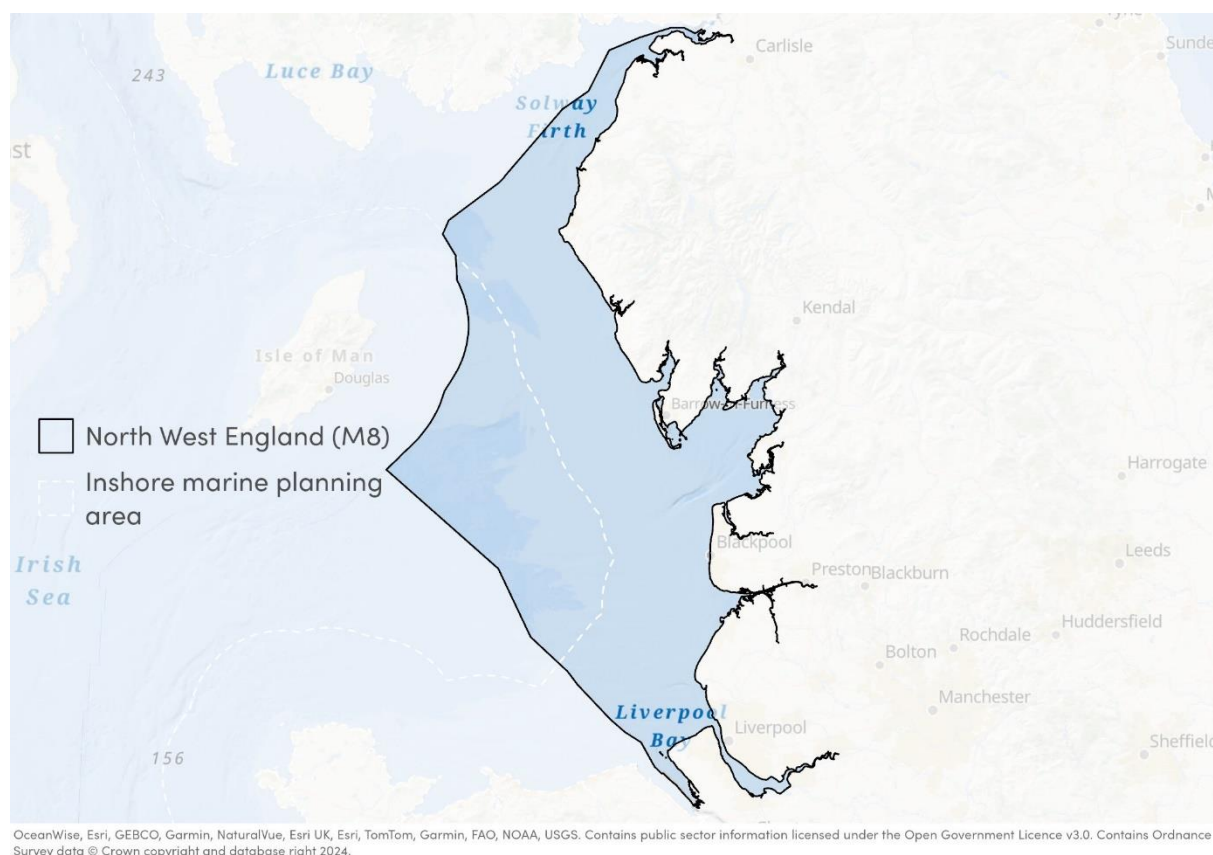 Carlisle
Sunde
243
Luce Bay
Solway
Firth
st
Kendal
Isle of Man
Douglas
Barrow-in-Furness
North West England (M8)
Inshore marine planning
area
Harrogate
Irish
Sea
Blackpool
Leeds
Preston
Blackburn
Huddersfield
Rochdale
Bolton
Manchester
Liverpool
Bay
Liverpool
Sheffield
156
OceanWise, Esri, GEBCO, Garmin, NaturalVue, Esri UK, Esri, TomTom, Garmin, FAO, NOAA, USGS. Contains public sector information licensed under the Open Government Licence v3.0. Contains Ordnance
Survey data © Crown copyright and database right 2024.